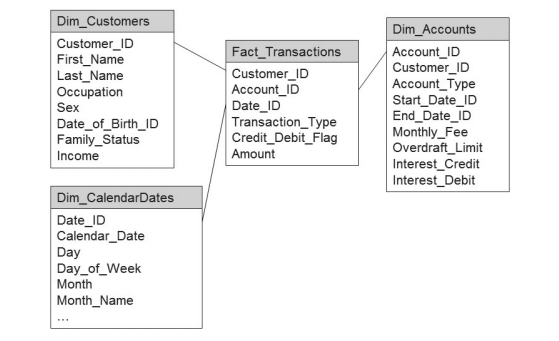 Dim_Customers
Customer_ID
First_Name
Last_Name
Occupation
Sex
Date_of_Birth_ID
Family_Status
Income
Fact_Transactions
Customer_ID
Account_ID
Date_ID
Transaction_Type
Credit_Debit_Flag
Amount
Dim_Accounts
Account_ID
Customer_ID
Account_Type
Start_Date_ID
End_Date_ID
Monthly_Fee
Overdraft_Limit
Interest_Credit
Interest_Debit
Dim_CalendarDates
Date_ID
Calendar_Date
Day
Day_of_Week
Month
Month_Name
...